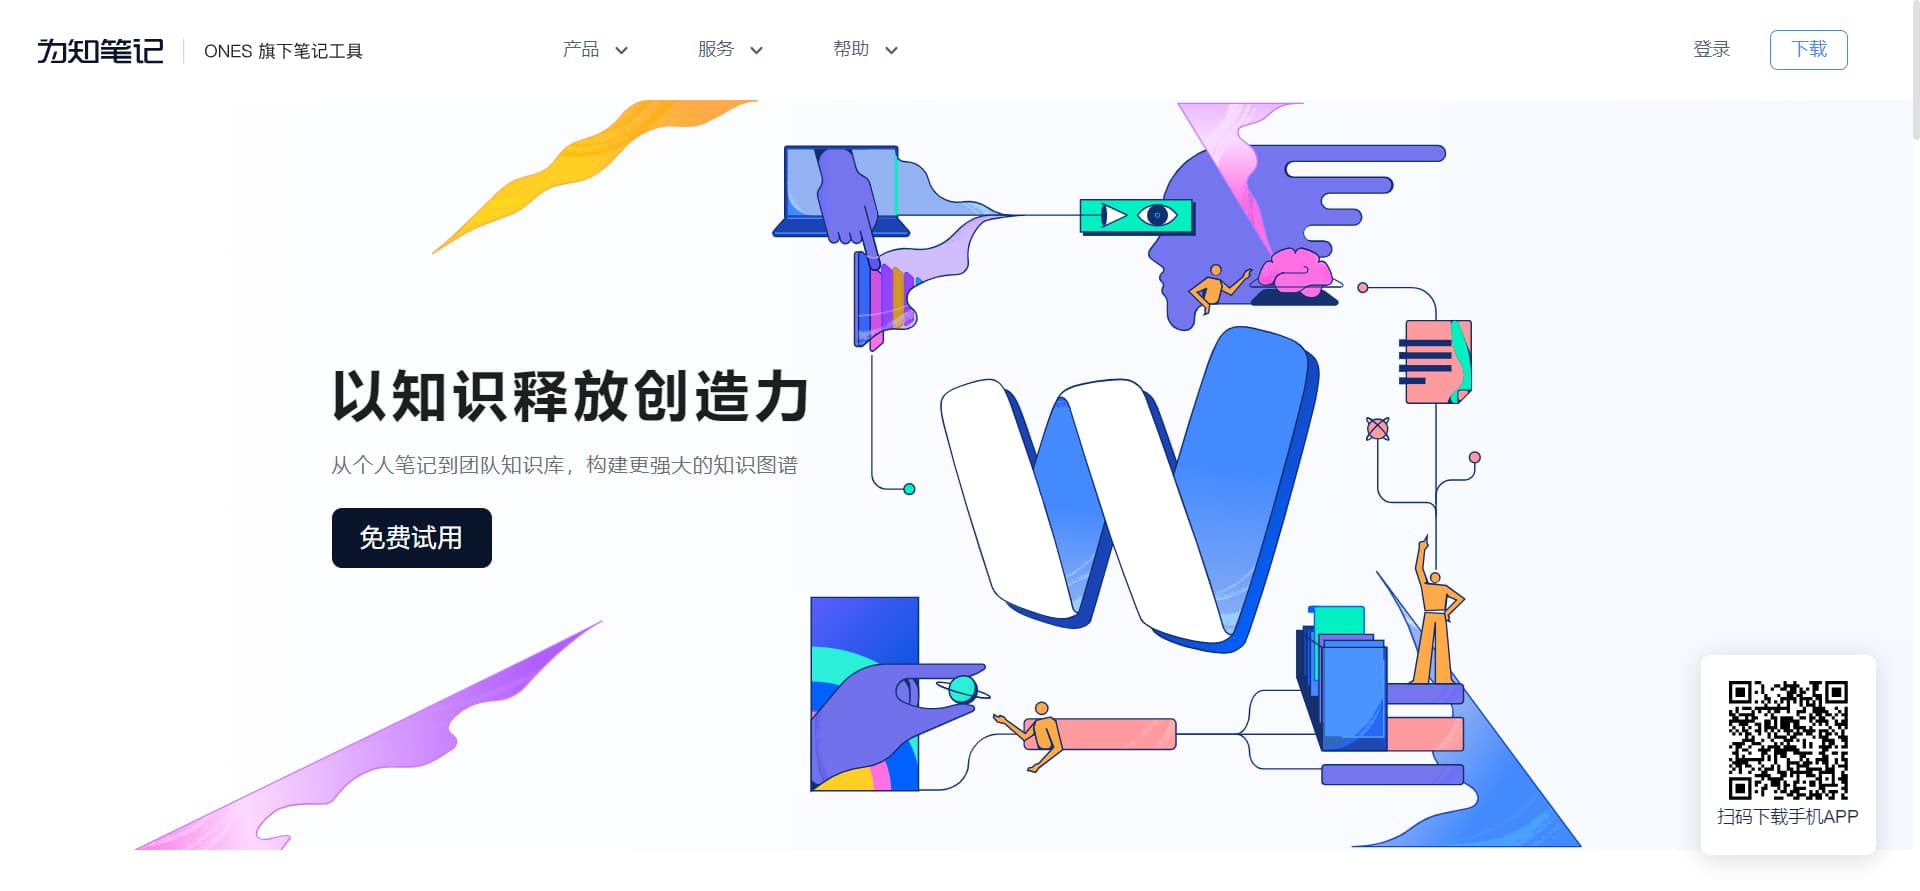 为知笔记
ONES 旗下笔记工具
产品
服务
帮助
登录
下载
以知识释放创造力
从个人笔记到团队知识库，构建更强大的知识图谱
免费试用
扫码下载手机APP